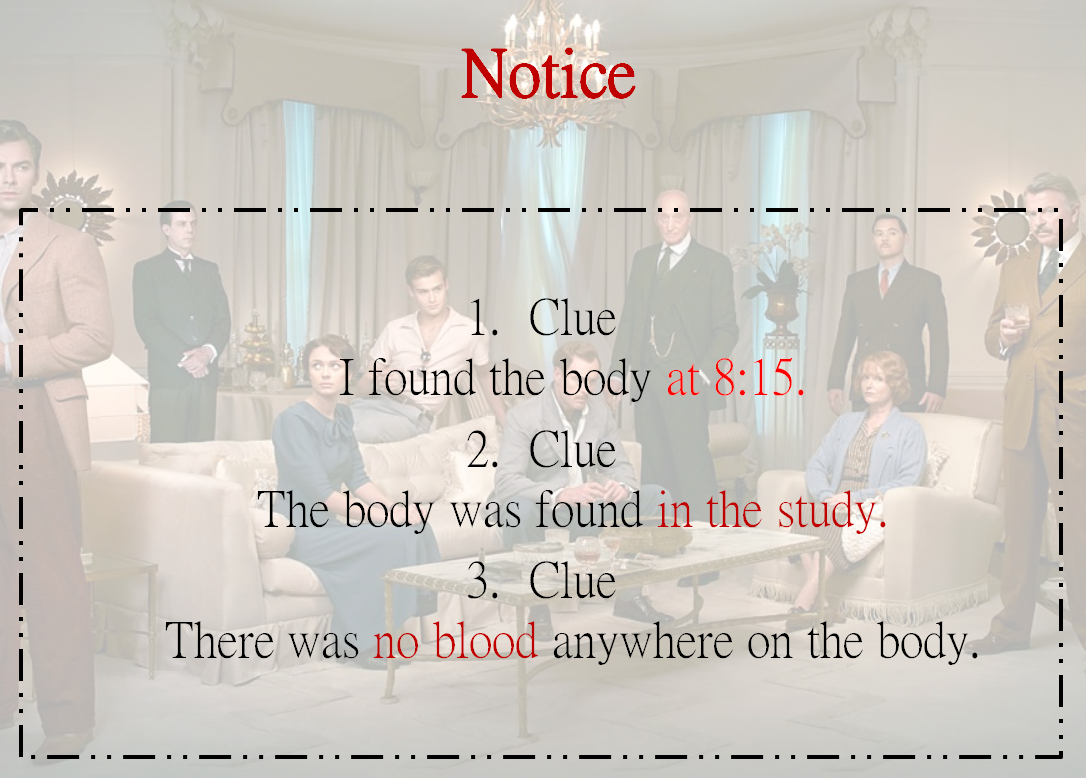 Notice
1. Clue
I found the body at 8:15.
2. Clue
The body was found in the study.
3. Clue
There was no blood anywhere on the body.